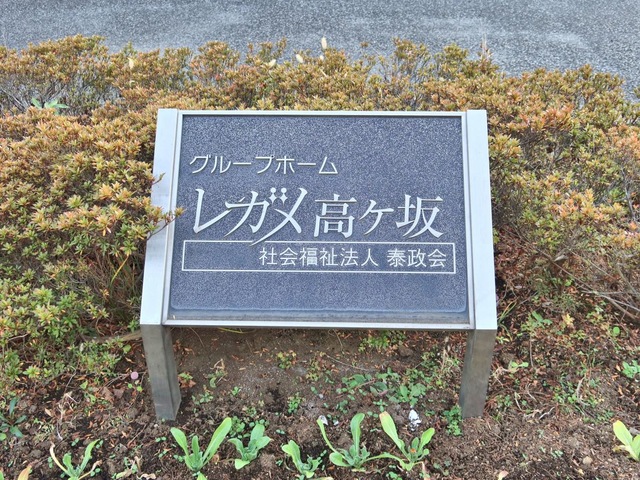 グループホーム
レガメ高ヶ坂
社会福祉法人 泰政会